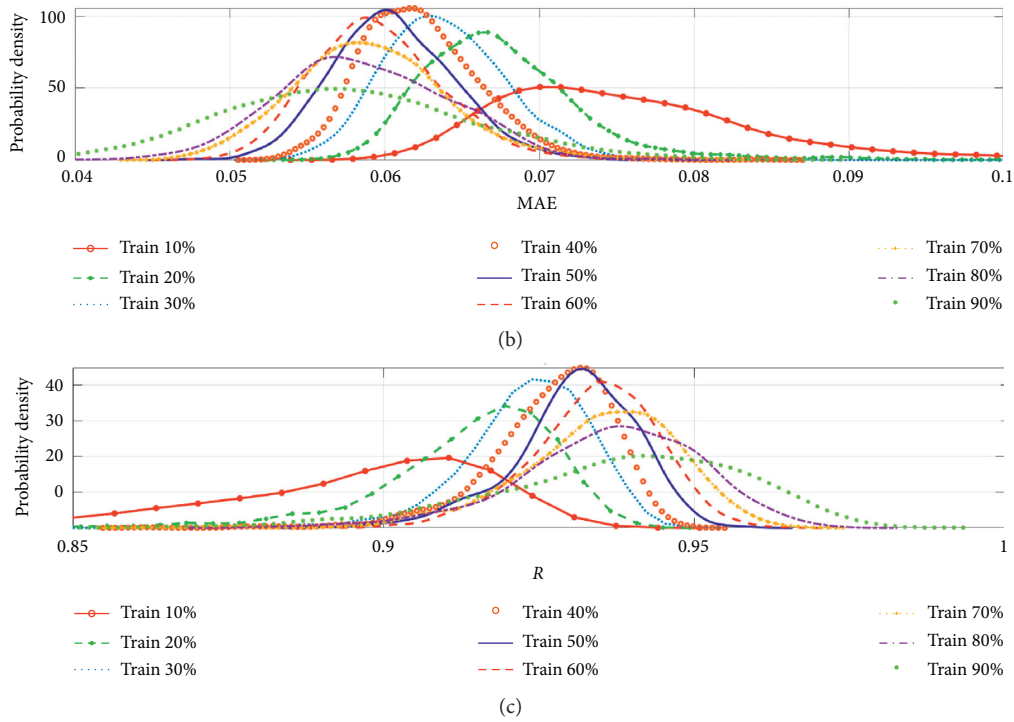 Probability density
100
50
0
0.04 0.05 0.06 0.07 0.08 0.09 0.1
MAE
Train 10% Train 40% Train 70%
Train 20% Train 50% Train 80%
Train 30% Train 60% Train 90%
(b)
Probability density
40
30
20
0
0.85 0.9 0.95 1
R
Train 10% Train 40% Train 70%
Train 20% Train 50% Train 80%
Train 30% Train 60% Train 90%
(c)